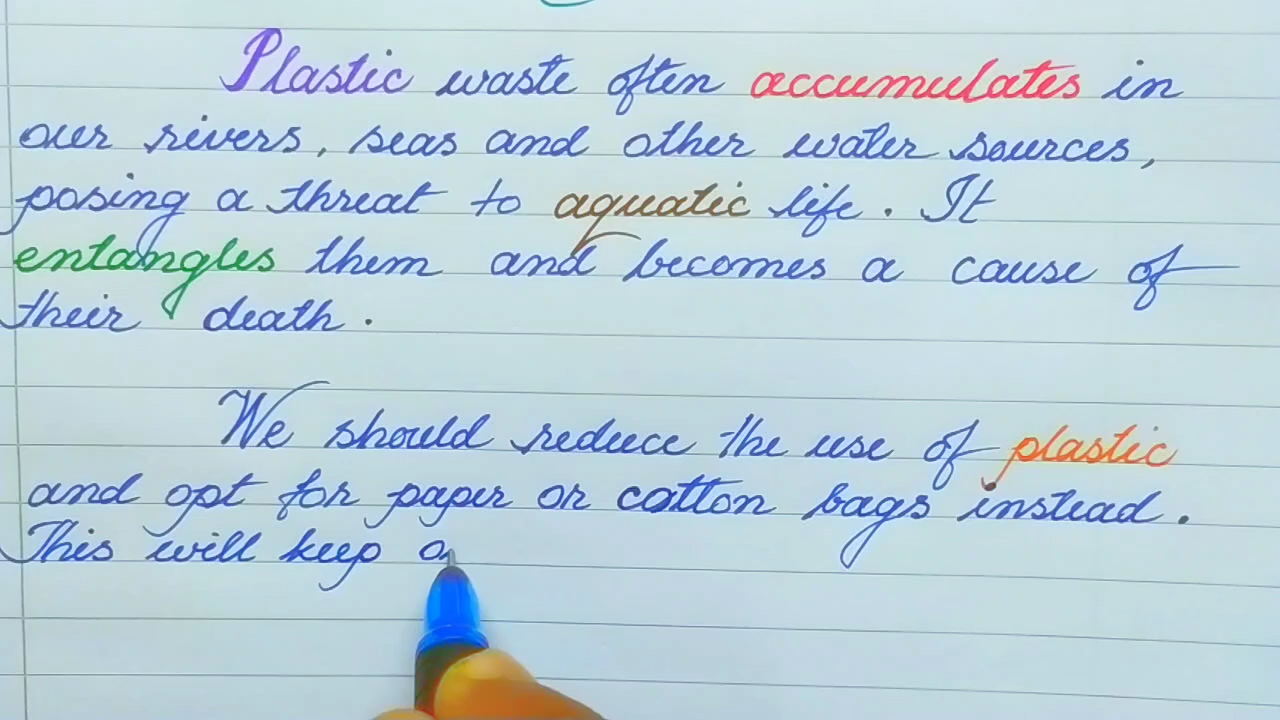 Plastic waste often accumulates in
our rivers, seas and other water sources,
posing a threat to aquatic life. It
entangles them and becomes a cause of
their death.
We should reduce the use of plastic
and opt for paper or cotton bags instead.
This will keep